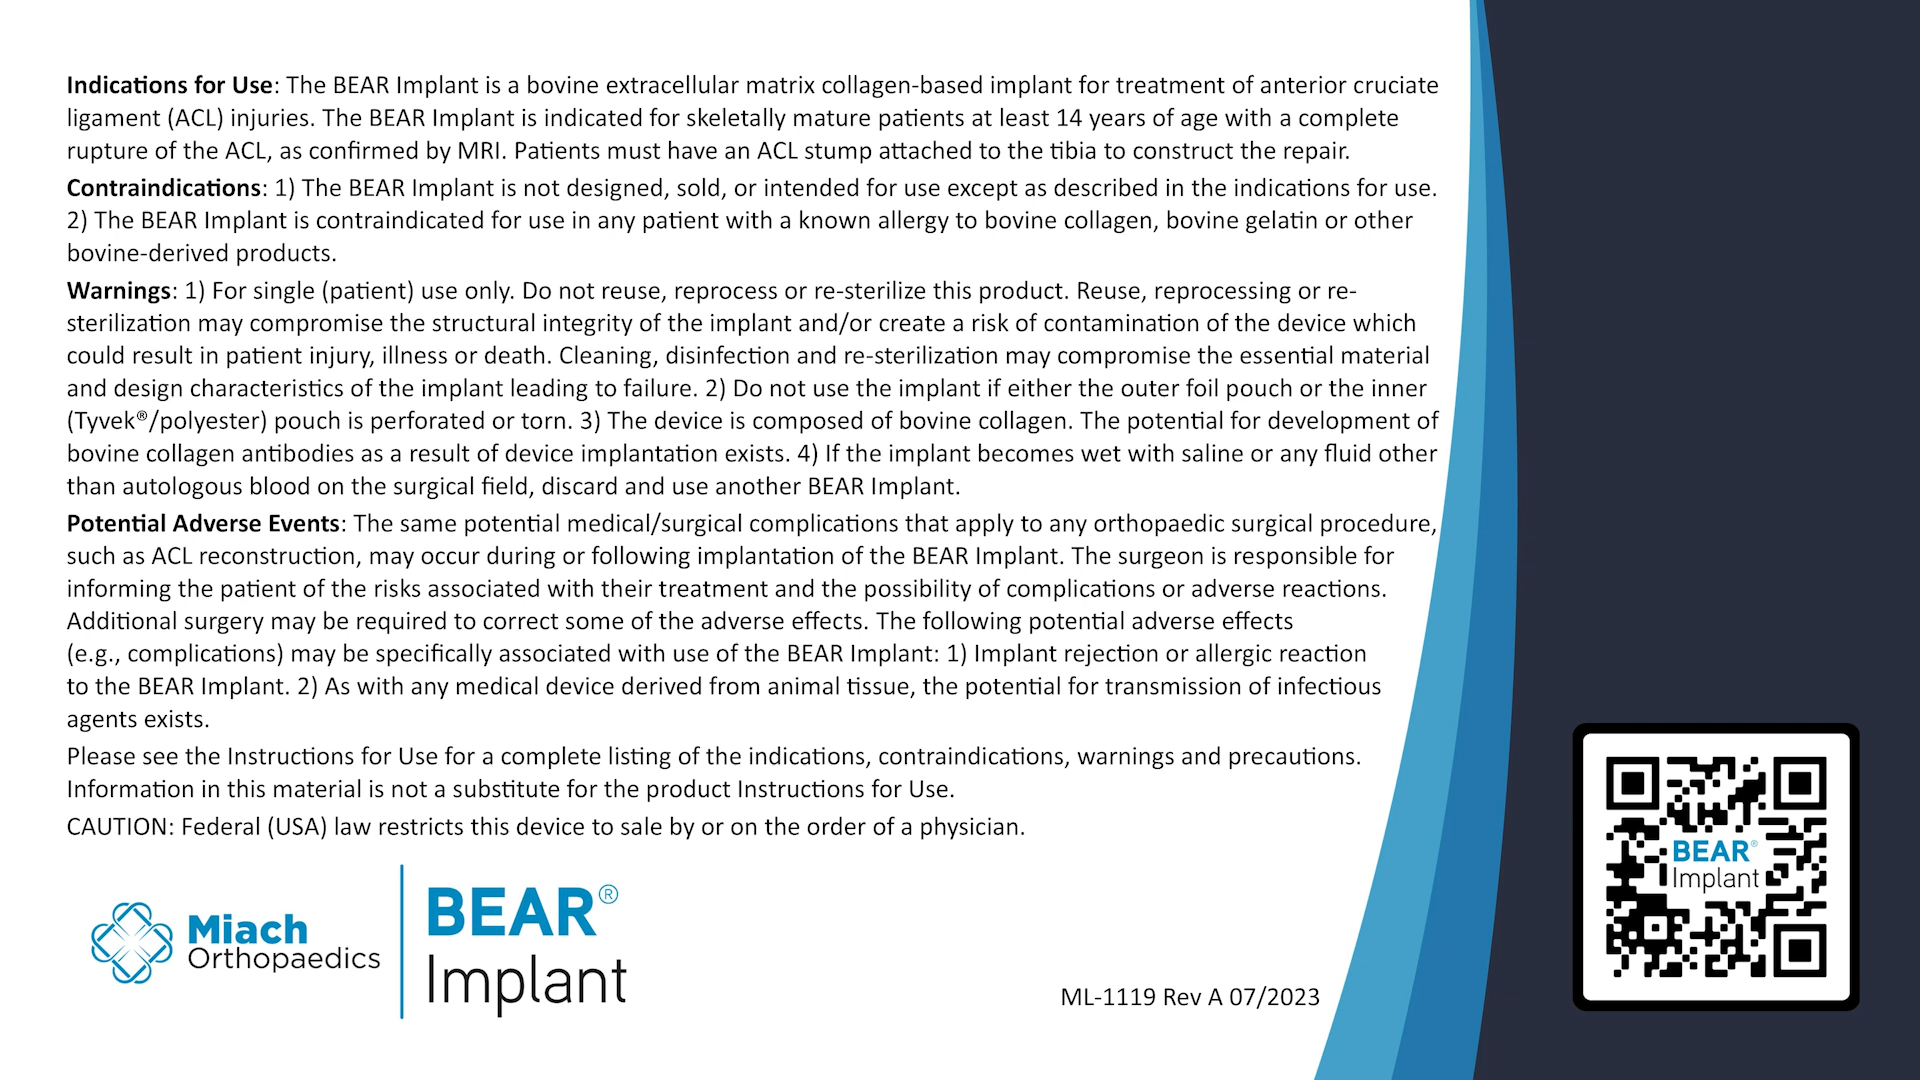 Indications for Use: The BEAR Implant is a bovine extracellular matrix collagen-based implant for treatment of anterior cruciate
ligament (ACL) injuries. The BEAR Implant is indicated for skeletally mature patients at least 14 years of age with a complete
rupture of the ACL, as confirmed by MRI. Patients must have an ACL stump attached to the tibia to construct the repair.
Contraindications: 1) The BEAR Implant is not designed, sold, or intended for use except as described in the indications for use.
2) The BEAR Implant is contraindicated for use in any patient with a known allergy to bovine collagen, bovine gelatin or other
bovine-derived products.
Warnings: 1) For single (patient) use only. Do not reuse, reprocess or re-sterilize this product. Reuse, reprocessing or re-
sterilization may compromise the structural integrity of the implant and/or create a risk of contamination of the device which
could result in patient injury, illness or death. Cleaning, disinfection and re-sterilization may compromise the essential material
and design characteristics of the implant leading to failure. 2) Do not use the implant if either the outer foil pouch or the inner
(Tyvek®/polyester) pouch is perforated or torn. 3) The device is composed of bovine collagen. The potential for development of
bovine collagen antibodies as a result of device implantation exists. 4) If the implant becomes wet with saline or any fluid other
than autologous blood on the surgical field, discard and use another BEAR Implant.
Potential Adverse Events: The same potential medical/surgical complications that apply to any orthopaedic surgical procedure,
such as ACL reconstruction, may occur during or following implantation of the BEAR Implant. The surgeon is responsible for
informing the patient of the risks associated with their treatment and the possibility of complications or adverse reactions.
Additional surgery may be required to correct some of the adverse effects. The following potential adverse effects
(e.g., complications) may be specifically associated with use of the BEAR Implant: 1) Implant rejection or allergic reaction
to the BEAR Implant. 2) As with any medical device derived from animal tissue, the potential for transmission of infectious
agents exists.
Please see the Instructions for Use for a complete listing of the indications, contraindications, warnings and precautions.
Information in this material is not a substitute for the product Instructions for Use.
CAUTION: Federal (USA) law restricts this device to sale by or on the order of a physician.
Miach
Orthopaedics
BEAR®
Implant
ML-1119 Rev A 07/2023
BEAR®
Implant